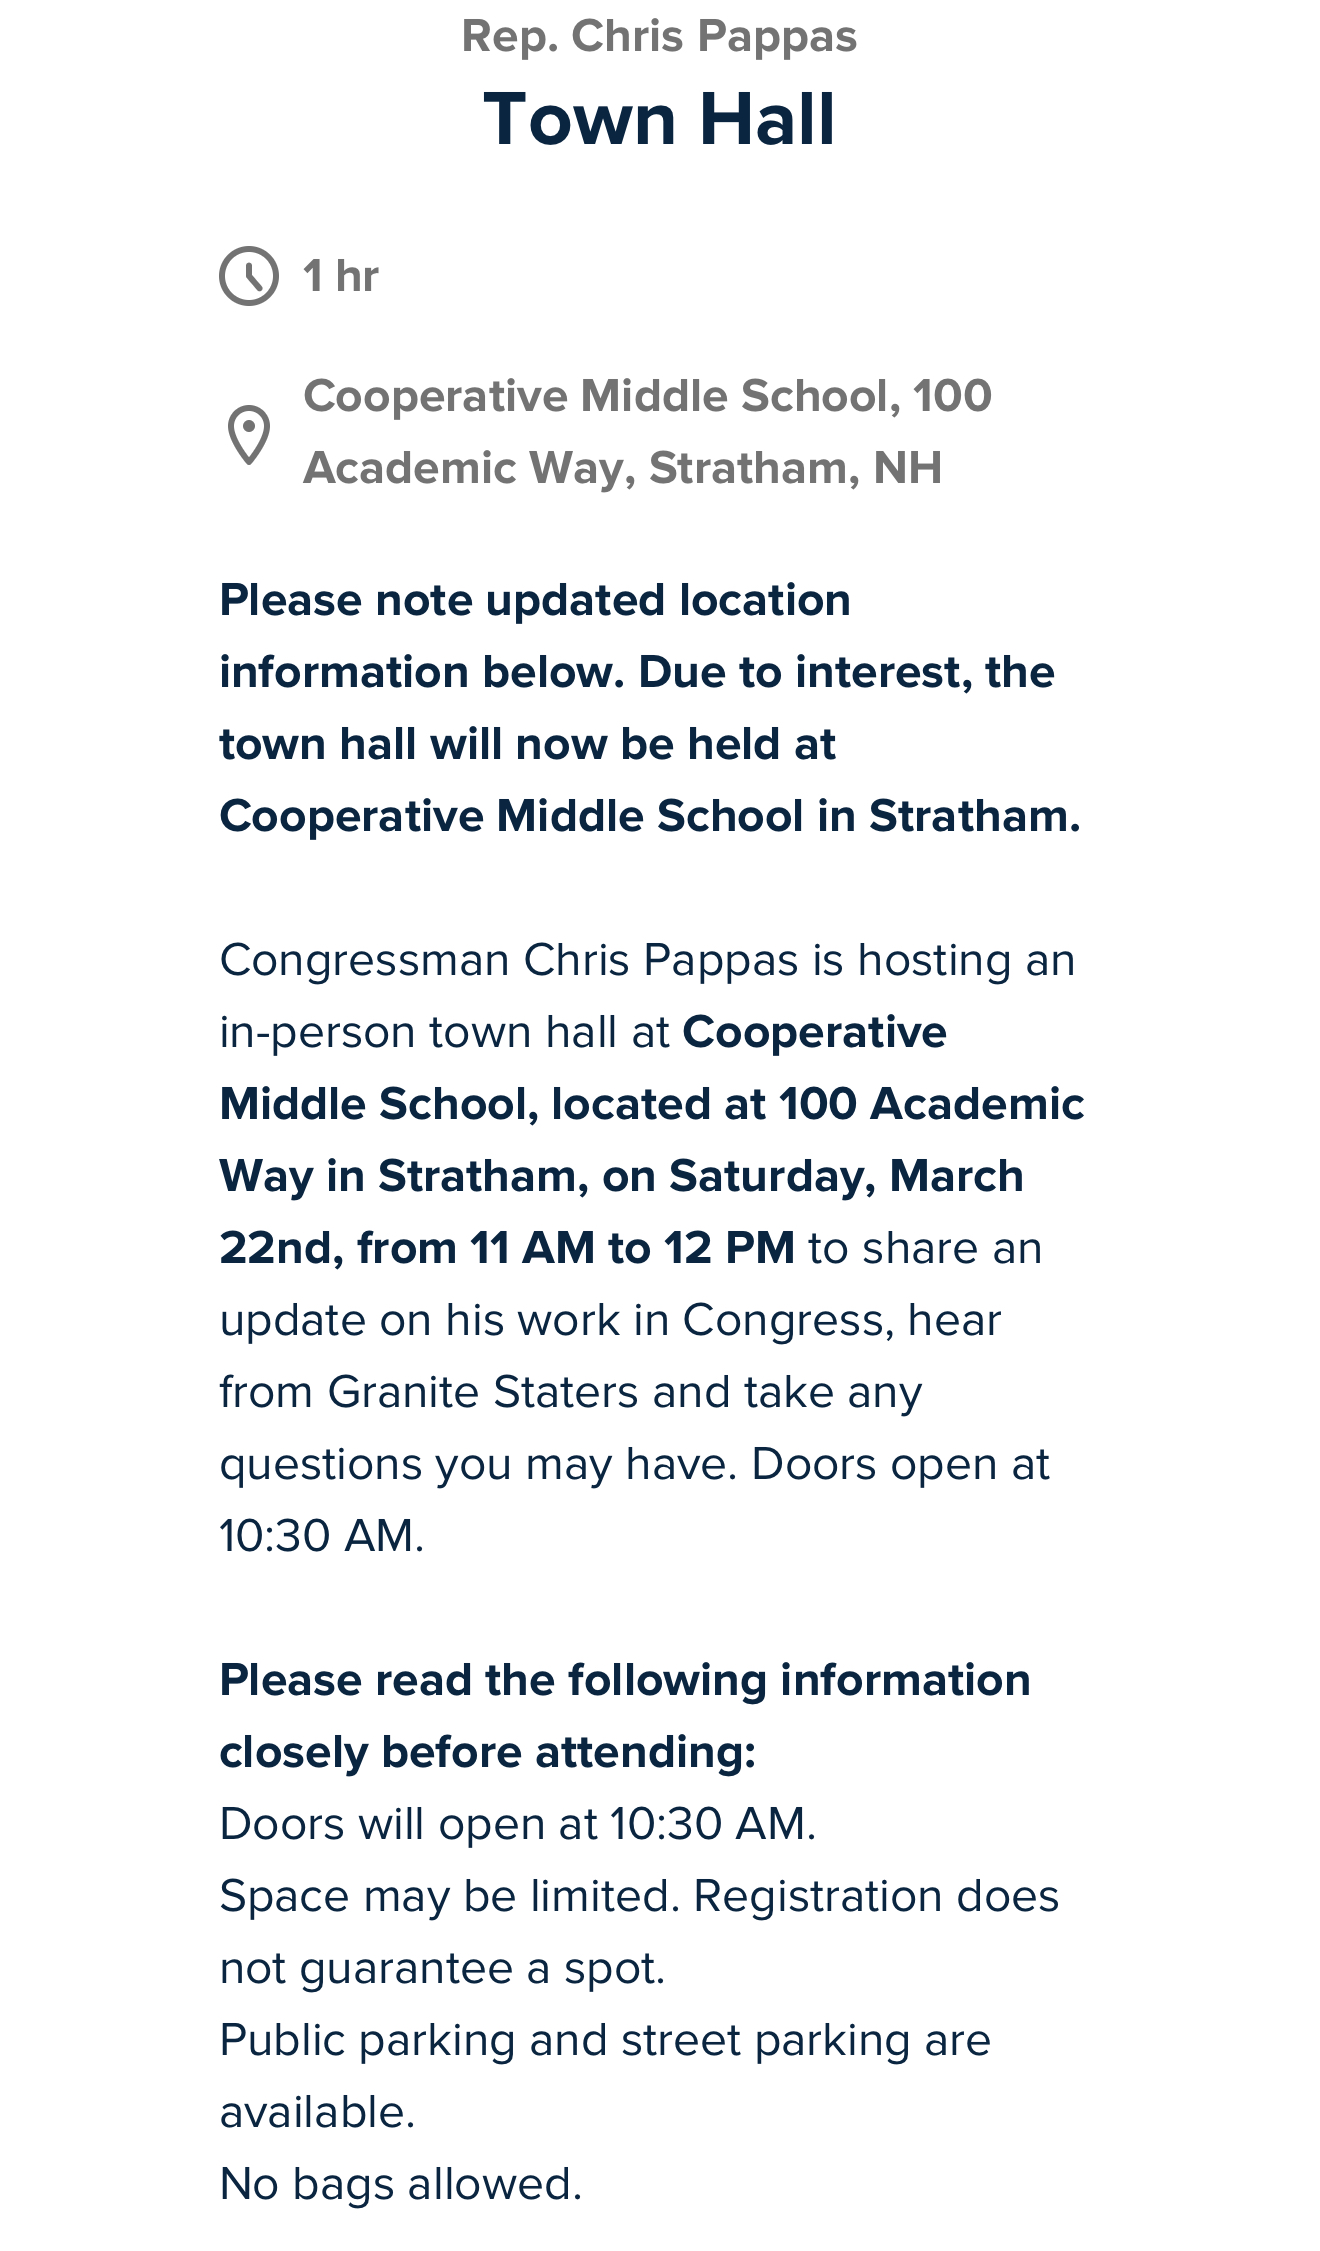 Rep. Chris Pappas
Town Hall
1 hr
Cooperative Middle School, 100
Academic Way, Stratham, NH
Please note updated location
information below. Due to interest, the
town hall will now be held at
Cooperative Middle School in Stratham.
Congressman Chris Pappas is hosting an
in-person town hall at Cooperative
Middle School, located at 100 Academic
Way in Stratham, on Saturday, March
22nd, from 11 AM to 12 PM to share an
update on his work in Congress, hear
from Granite Staters and take any
questions you may have. Doors open at
10:30 AM.
Please read the following information
closely before attending:
Doors will open at 10:30 AM.
Space may be limited. Registration does
not guarantee a spot.
Public parking and street parking are
available.
No bags allowed.